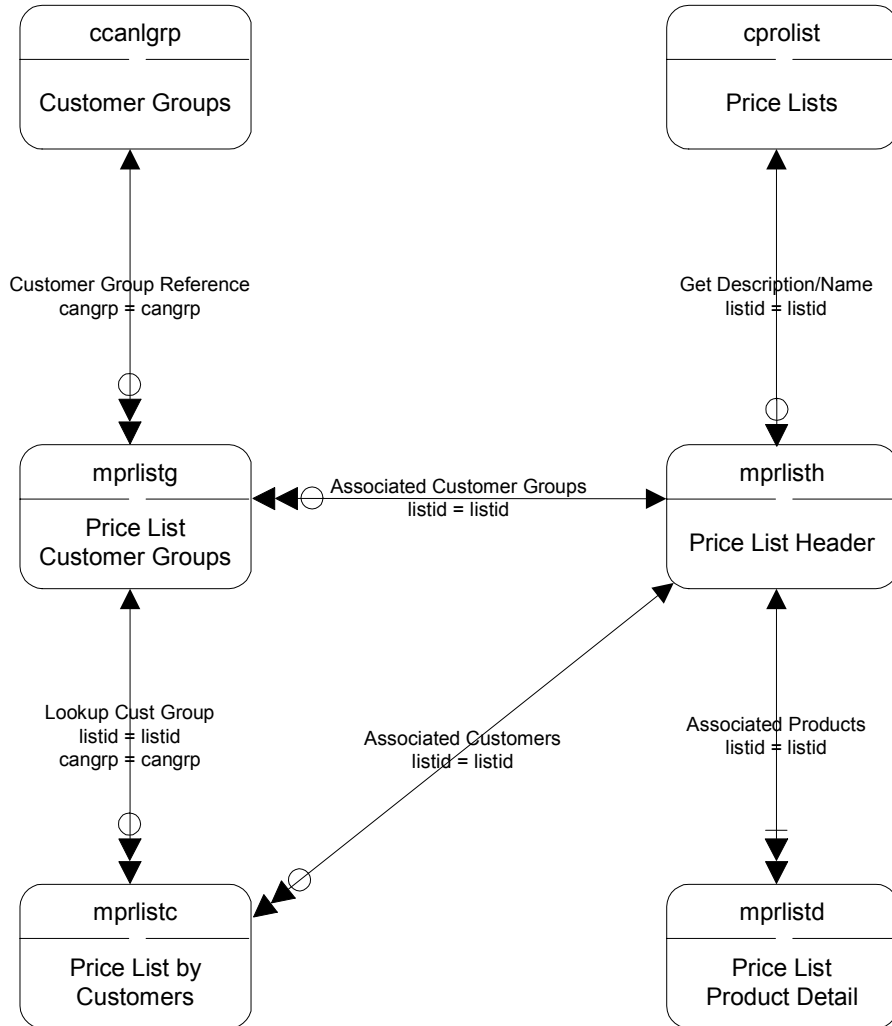 ccanlgrp
Customer Groups
cprolist
Price Lists
Customer Group Reference
cangrp = cangrp
Get Description/Name
listid = listid
mprlistg
Price List
Customer Groups
Associated Customer Groups
listid = listid
mprlisth
Price List Header
Lookup Cust Group
listid = listid
cangrp = cangrp
Associated Customers
listid = listid
Associated Products
listid = listid
mprlistc
Price List by
Customers
mprlistd
Price List
Product Detail